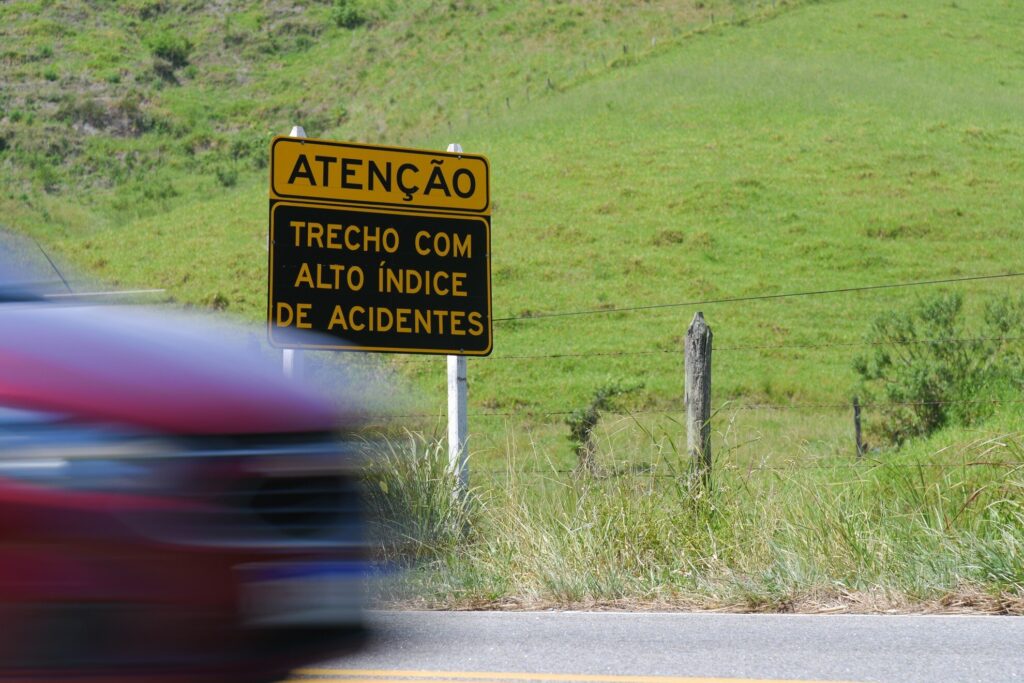 ATENÇÃO
TRECHO COM
ALTO ÍNDICE
DE ACIDENTES